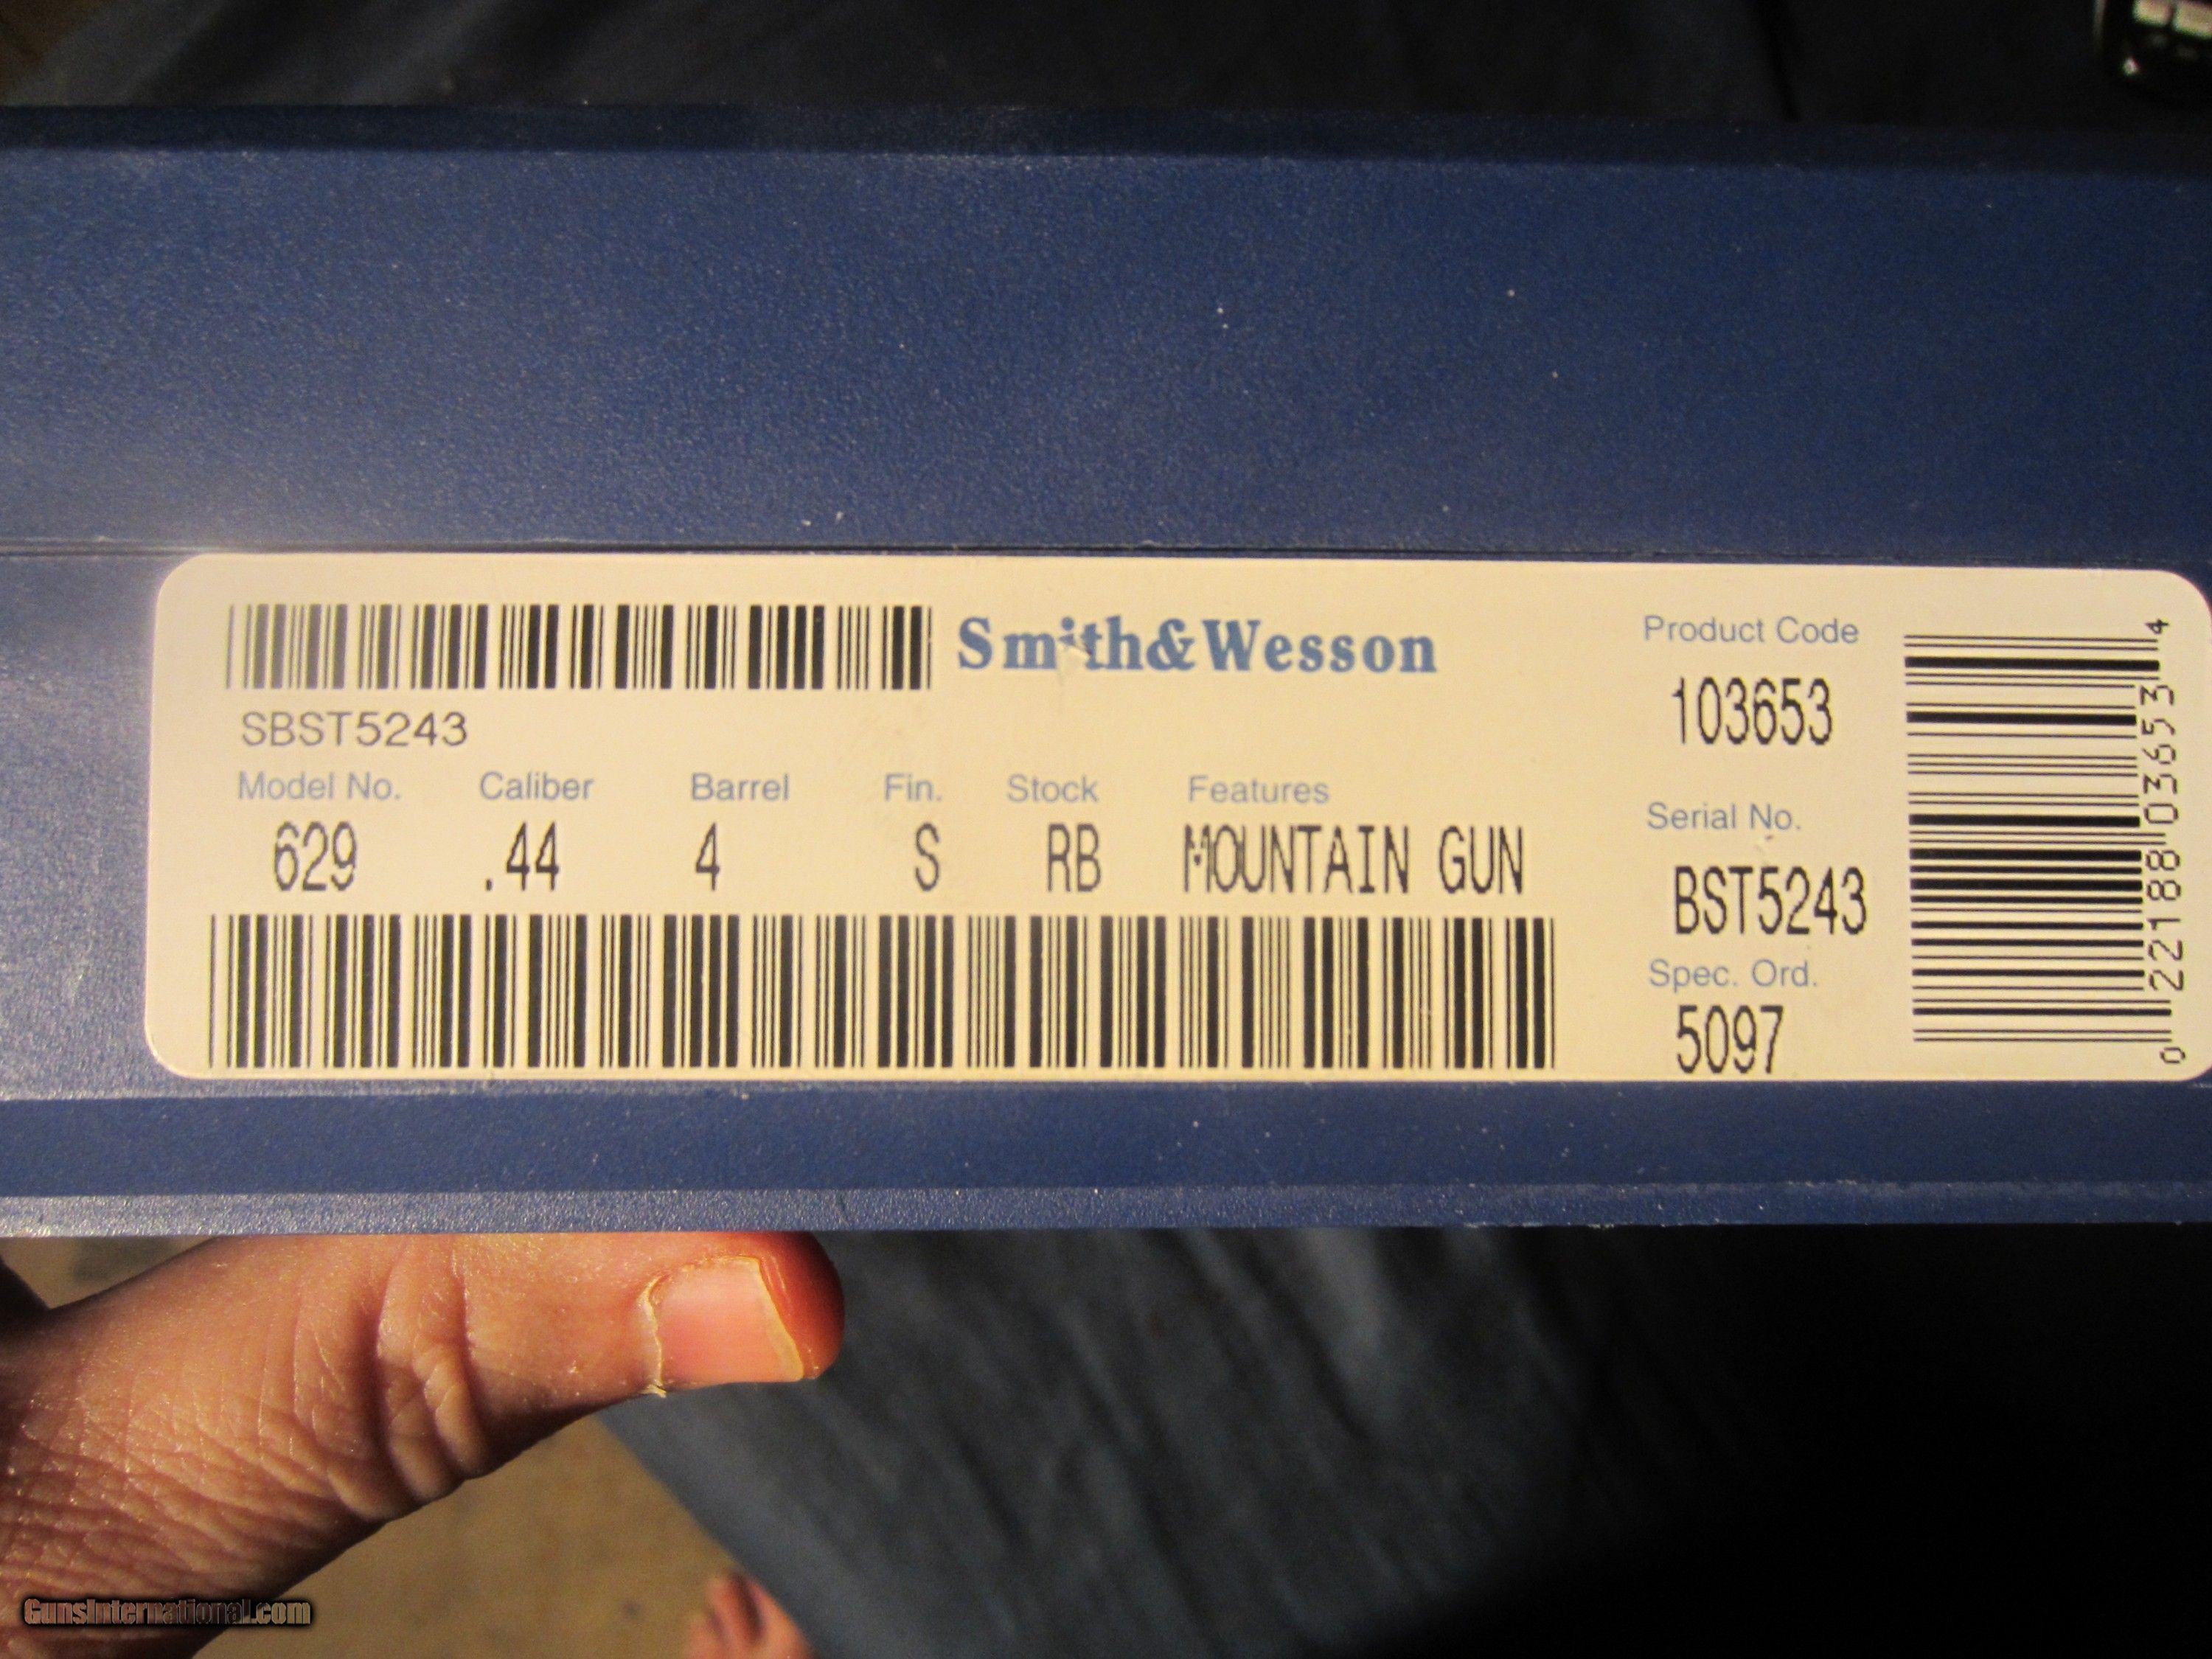 SBST5243
Smith&Wesson
Model No. Caliber Barrel Fin. Stock Features
629 .44 4 S RB MOUNTAIN GUN
Product Code
103653
Serial No.
BST5243
Spec. Ord.
5097
0 22188 03653 4
GunsInternational.com